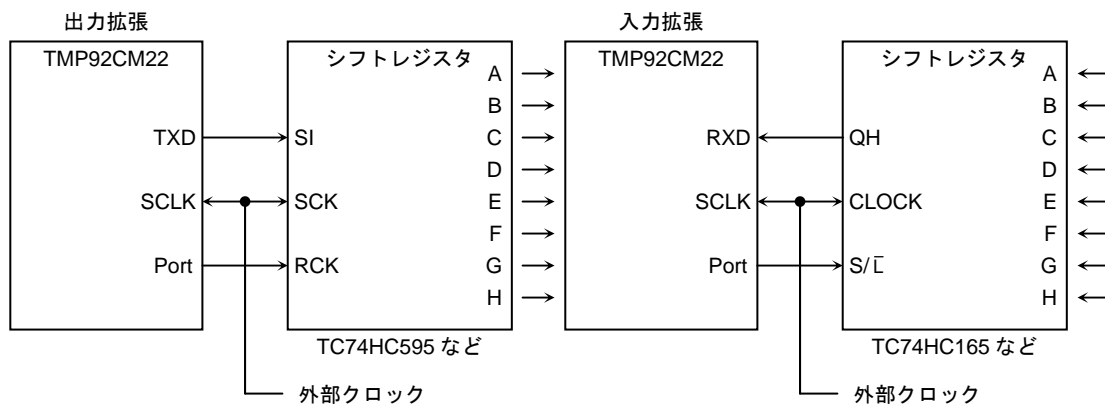 出力拡張
TMP92CM22
TXD
SCLK
Port
シフトレジスタ
SI
SCK
RCK
A
B
C
D
E
F
G
H
TC74HC595 など
外部クロック
入力拡張
TMP92CM22
RXD
SCLK
Port
シフトレジスタ
QH
CLOCK
S/L̅
A
B
C
D
E
F
G
H
TC74HC165 など
外部クロック